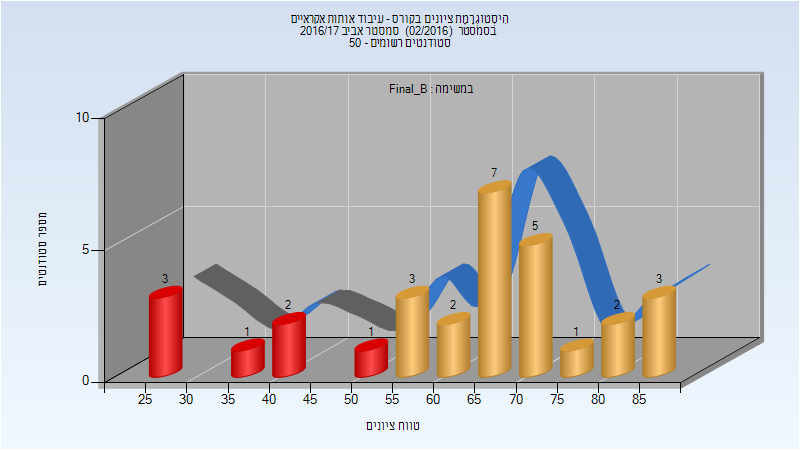 היסטוגרמת ציונים בקורס - עיבוד אותות אקראיים
בסמסטר (02/2016) סמסטר אביב 2016/17
סטודנטים רשומים - 50
במשימה : Final_B
מספר סטודנטים
10
5
0
3
1
2
1
3
2
7
5
1
2
3
25 30 35 40 45 50 55 60 65 70 75 80 85
טווח ציונים